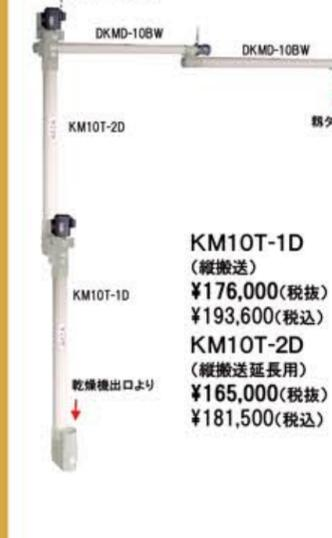 DKMD-10BW
DKMD-10BW
KM10T-2D
KM10T-1D
(縦搬送)
¥176,000(税抜)
¥193,600(税込)
KM10T-2D
(縦搬送延長用)
¥165,000(税抜)
¥181,500(税込)
KM10T-1D
乾燥機出口より